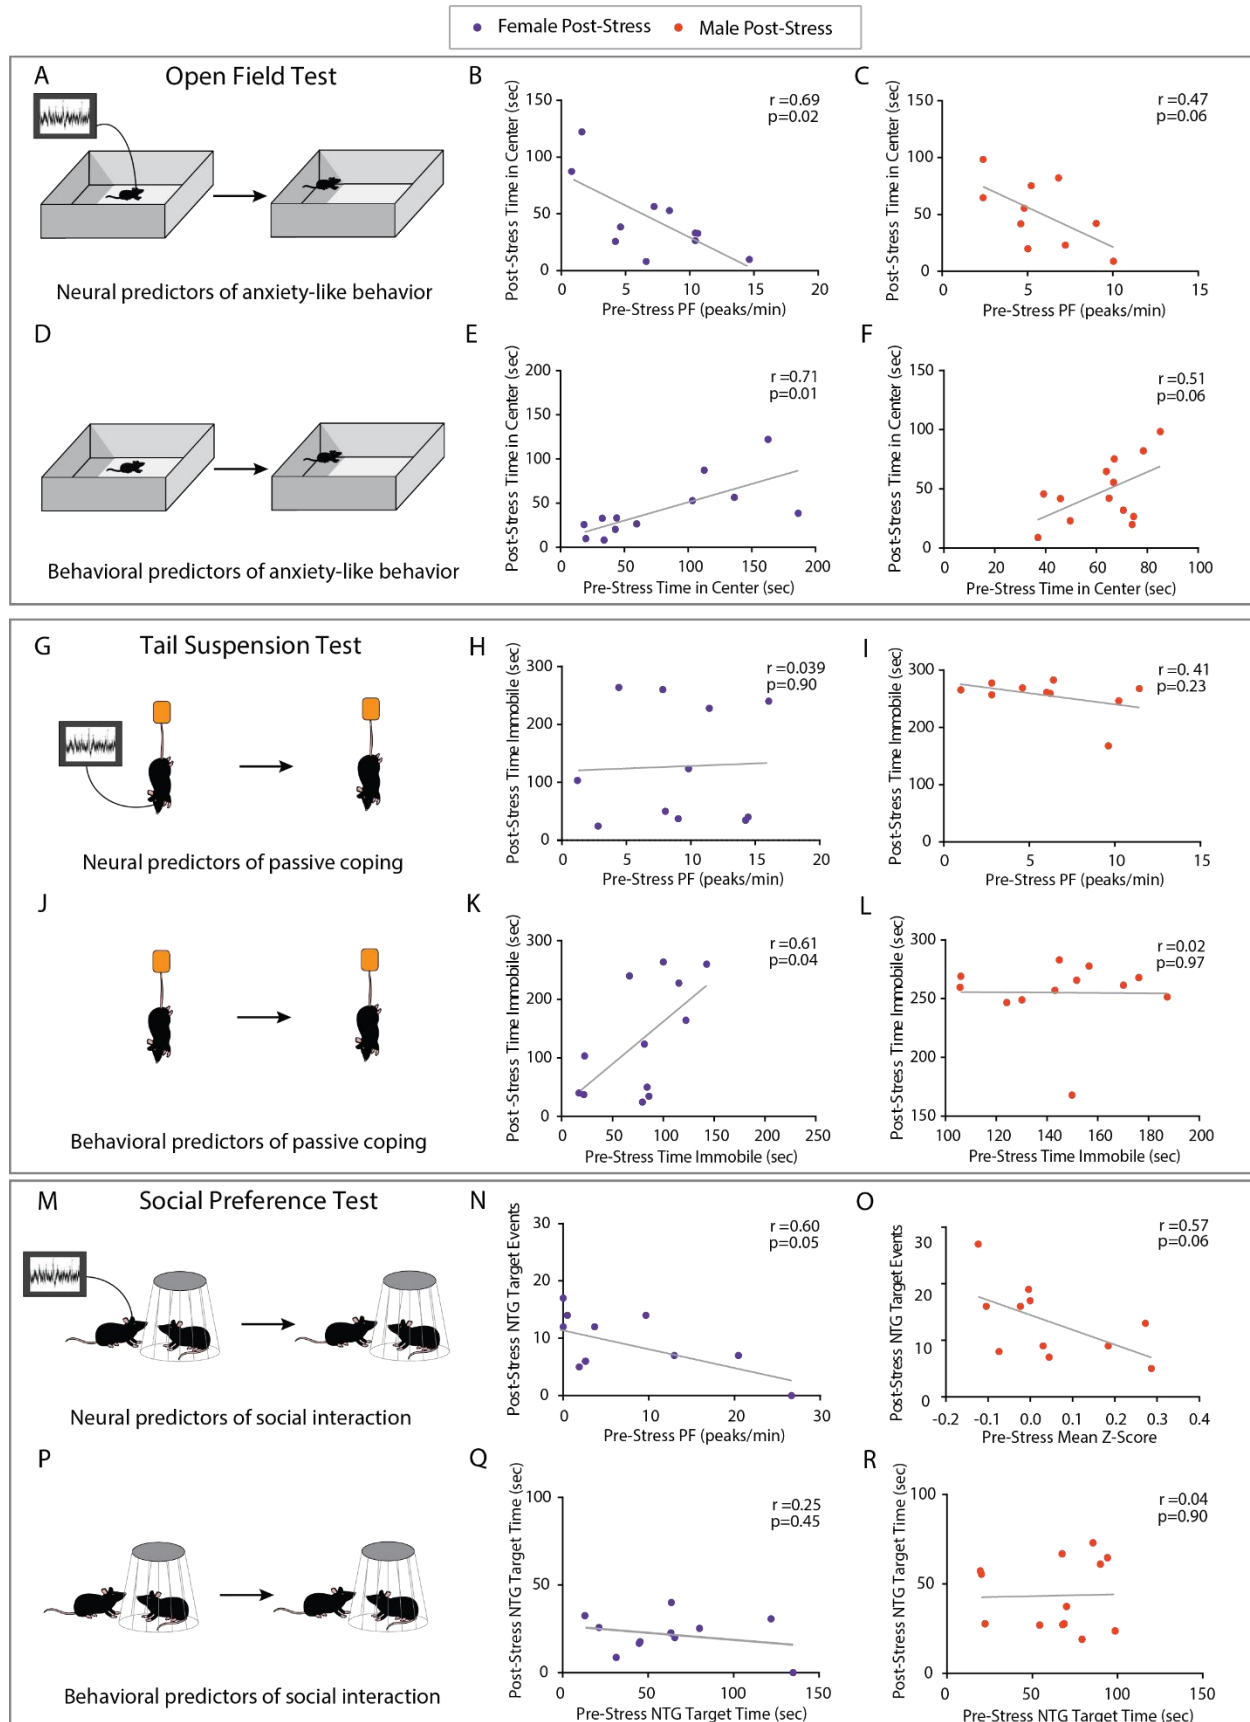 Female Post-Stress
Male Post-Stress
A
Open Field Test
Neural predictors of anxiety-like behavior
B
r =0.69
p=0.02
Post-Stress Time in Center (sec)
150
100
50
0
5
10
15
20
Pre-Stress PF (peaks/min)
C
r =0.47
p=0.06
Post-Stress Time in Center (sec)
150
100
50
0
5
10
15
Pre-Stress PF (peaks/min)
D
Behavioral predictors of anxiety-like behavior
E
r =0.71
p=0.01
Post-Stress Time in Center (sec)
200
150
100
50
0
50
100
150
200
Pre-Stress Time in Center (sec)
F
r =0.51
p=0.06
Post-Stress Time in Center (sec)
150
100
50
0
0
20
40
60
80
100
Pre-Stress Time in Center (sec)
G
Tail Suspension Test
Neural predictors of passive coping
H
r =0.039
p=0.90
Post-Stress Time Immobile (sec)
300
200
100
0
5
10
15
20
Pre-Stress PF (peaks/min)
I
r =0. 41
p=0.23
Post-Stress Time Immobile (sec)
300
200
100
0
5
10
15
Pre-Stress PF (peaks/min)
J
Behavioral predictors of passive coping
K
r =0.61
p=0.04
Post -Stress Time Immobile (sec)
300
200
100
0
0
50
100
150
200
250
Pre-Stress Time Immobile (sec)
L
r =0.02
p=0.97
Post-Stress Time Immobile (sec)
300
250
200
150
100
120
140
160
180
200
Pre-Stress Time Immobile (sec)
M
Social Preference Test
Neural predictors of social interaction
N
r =0.60
p=0.05
Post-Stress NTG Target Events
30
20
10
0
0
10
20
30
Pre-Stress PF (peaks/min)
O
r =0.57
p=0.06
Post-Stress NTG Target Events
30
20
10
0
-0.2
-0.1
0.0
0.1
0.2
0.3
0.4
Pre-Stress Mean Z-Score
P
Behavioral predictors of social interaction
Q
r =0.25
p=0.45
Post-Stress NTG Target Time (sec)
100
50
0
0
50
100
150
Pre-Stress NTG Target Time (sec)
R
r =0.04
p=0.90
Post-Stress NTG Target Time (sec)
100
50
0
0
50
100
150
Pre-Stress NTG Target Time (sec)